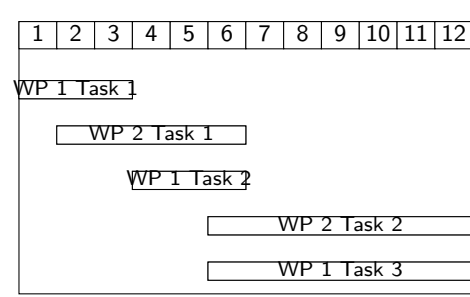 1 2 3 4 5 6 7 8 9 10 11 12
WP 1 Task 1
WP 2 Task 1
WP 1 Task 2
WP 2 Task 2
WP 1 Task 3